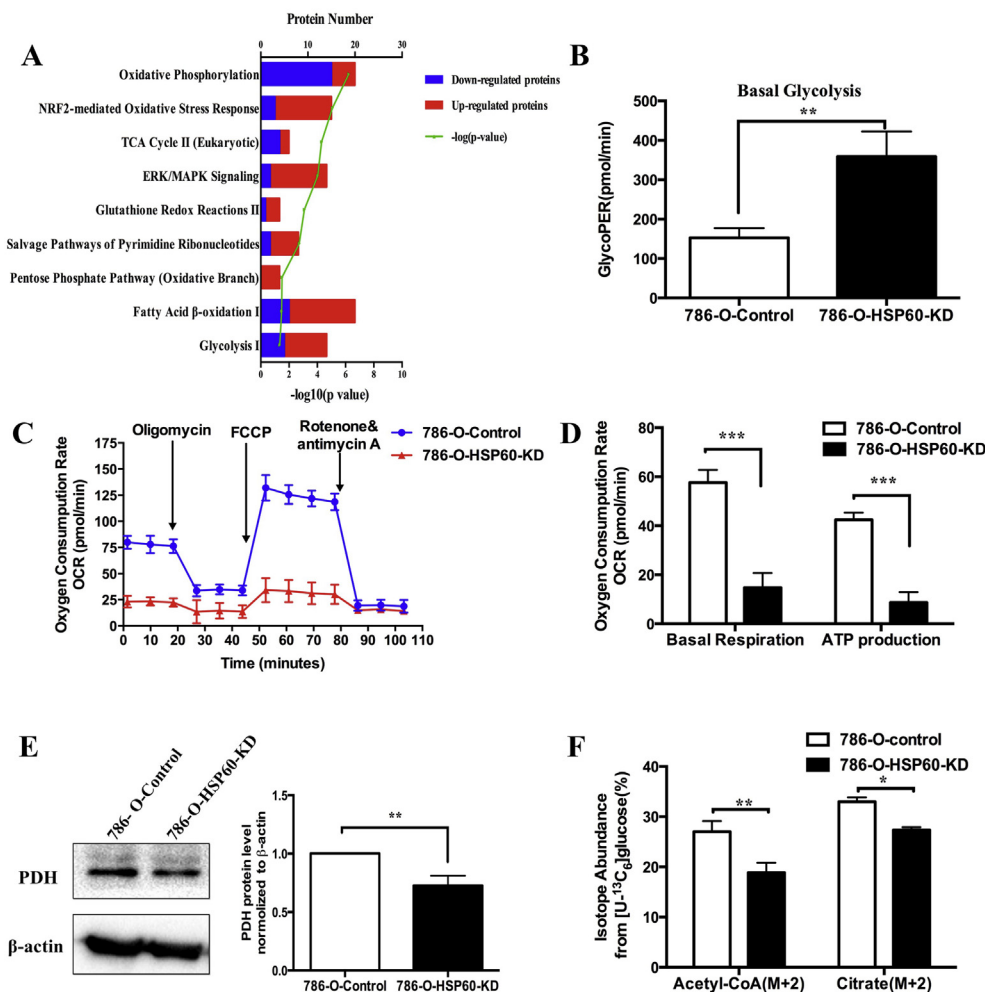 A
Protein Number
0 10 20 30
Oxidative Phosphorylation
NRF2-mediated Oxidative Stress Response
TCA Cycle II (Eukaryotic)
ERK/MAPK Signaling
Glutathione Redox Reactions II
Salvage Pathways of Pyrimidine Ribonucleotides
Pentose Phosphate Pathway (Oxidative Branch)
Fatty Acid β-oxidation I
Glycolysis I
0 2 4 6 8 10
-log10(p value)
Down-regulated proteins
Up-regulated proteins
-log(p-value)
B
Basal Glycolysis
**
GlycoPER(pmol/min)
500
400
300
200
150
100
50
0
786-O-Control 786-O-HSP60-KD
C
Oligomycin
FCCP
Rotenone&
antimycin A
786-O-Control
786-O-HSP60-KD
Oxygen Consumption Rate
OCR (pmol/min)
175
150
125
100
75
50
25
0
0 10 20 30 40 50 60 70 80 90 100 110
Time (minutes)
D
786-O-Control
786-O-HSP60-KD
***
***
Oxygen Consumption Rate
OCR (pmol/min)
80
60
40
20
0
Basal Respiration ATP production
E
786- O-Control
786-O-HSP60-KD
PDH
β-actin
**
PDH protein level
normolized to β-actin
1.5
1.0
0.5
0.0
786-O-Control 786-O-HSP60-KD
F
786-O-control
786-O-HSP60-KD
**
*
Isotope Abundance
from [U-¹³C₆]glucose(%)
40
30
20
10
0
Acetyl-CoA(M+2) Citrate(M+2)